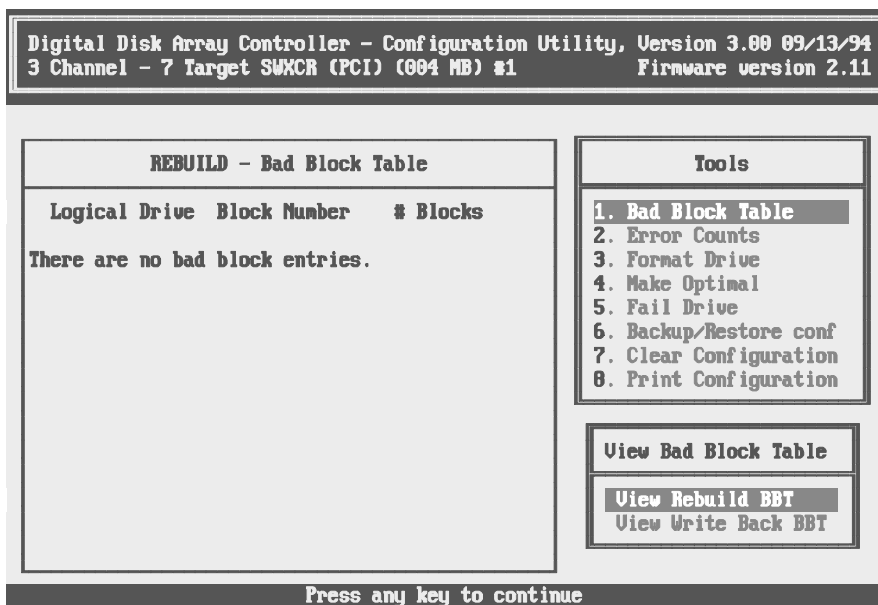 Digital Disk Array Controller - Configuration Utility, Version 3.00 09/13/94
3 Channel - 7 Target SWXCR (PCI) (004 MB) #1 Firmware version 2.11
REBUILD - Bad Block Table
Logical Drive Block Number # Blocks
There are no bad block entries.
Tools
1. Bad Block Table
2. Error Counts
3. Format Drive
4. Make Optimal
5. Fail Drive
6. Backup/Restore conf
7. Clear Configuration
8. Print Configuration
View Bad Block Table
View Rebuild BBT
View Write Back BBT
Press any key to continue